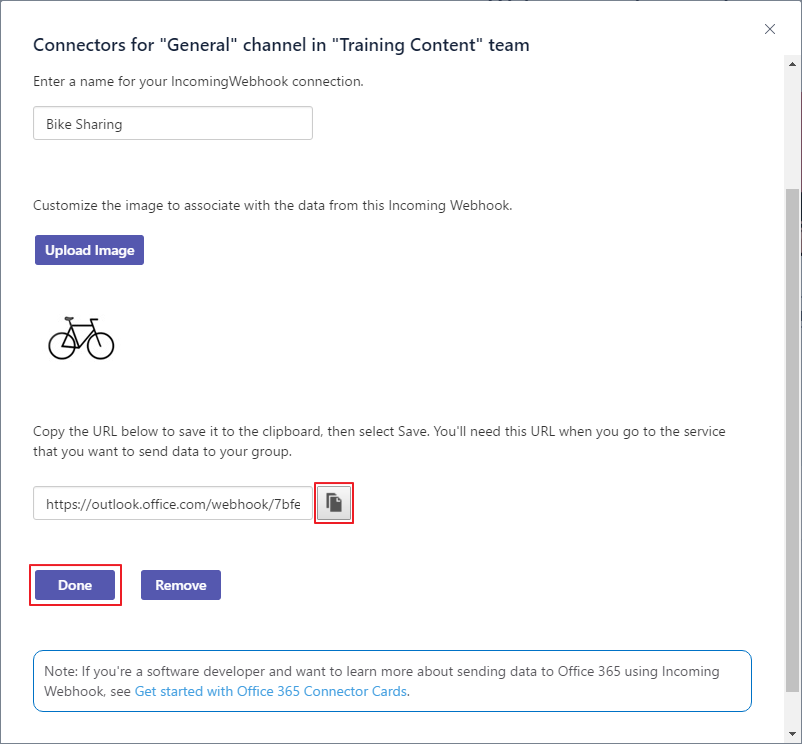 Connectors for "General" channel in "Training Content" team
Enter a name for your IncomingWebhook connection.
Bike Sharing
Customize the image to associate with the data from this Incoming Webhook.
Upload Image
Copy the URL below to save it to the clipboard, then select Save. You'll need this URL when you go to the service
that you want to send data to your group.
https://outlook.office.com/webhook/7bfe
Done
Remove
Note: If you're a software developer and want to learn more about sending data to Office 365 using Incoming
Webhook, see Get started with Office 365 Connector Cards.